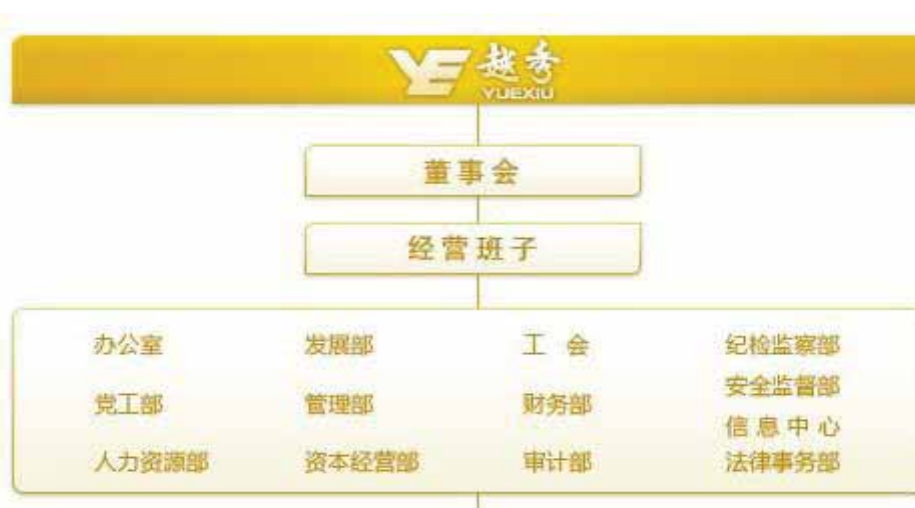 YE 越秀
YUEXIU
董事会
经营班子
办公室 发展部 工会 纪检监察部
党工部 管理部 财务部 安全监督部
信息中心
人力资源部 资本经营部 审计部 法律事务部